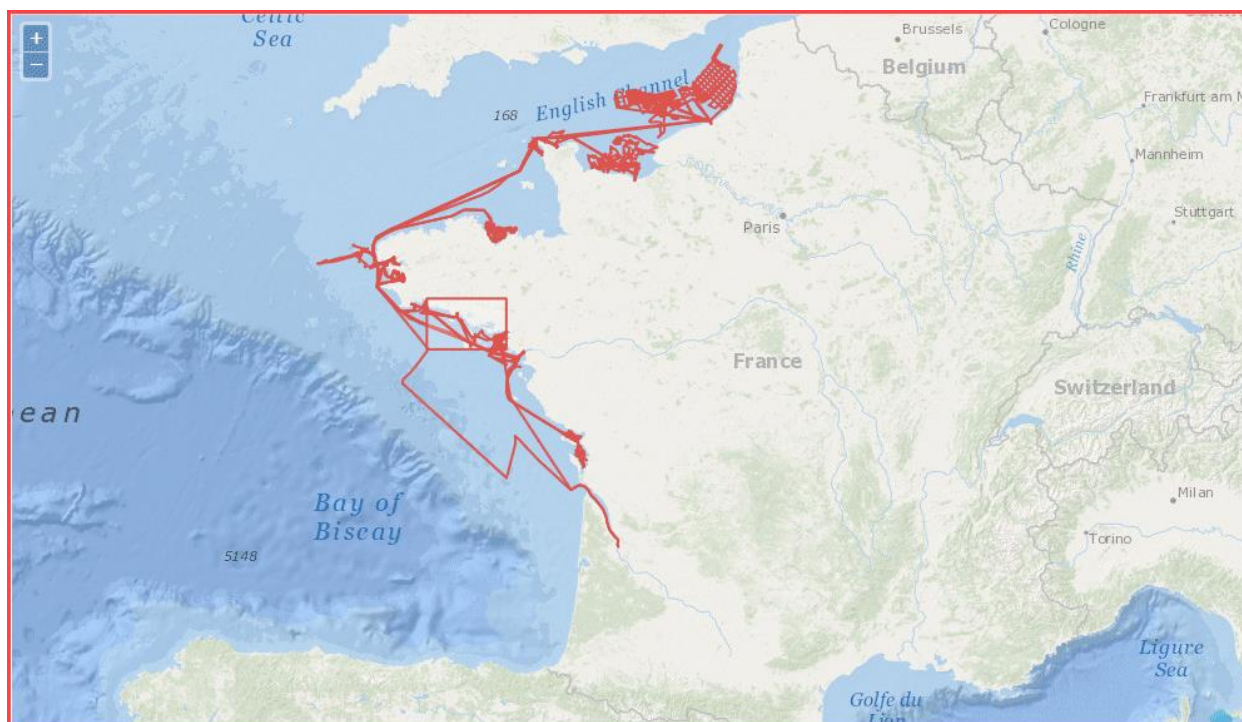 Celtic
Sea
+
−
Brussels
Cologne
Belgium
English Channel
168
Frankfurt am M
Mannheim
Paris
Stuttgart
Rhine
France
Switzerland
ean
Bay of
Biscay
Milan
5148
Torino
Ligure
Sea
Golfe du
Lion